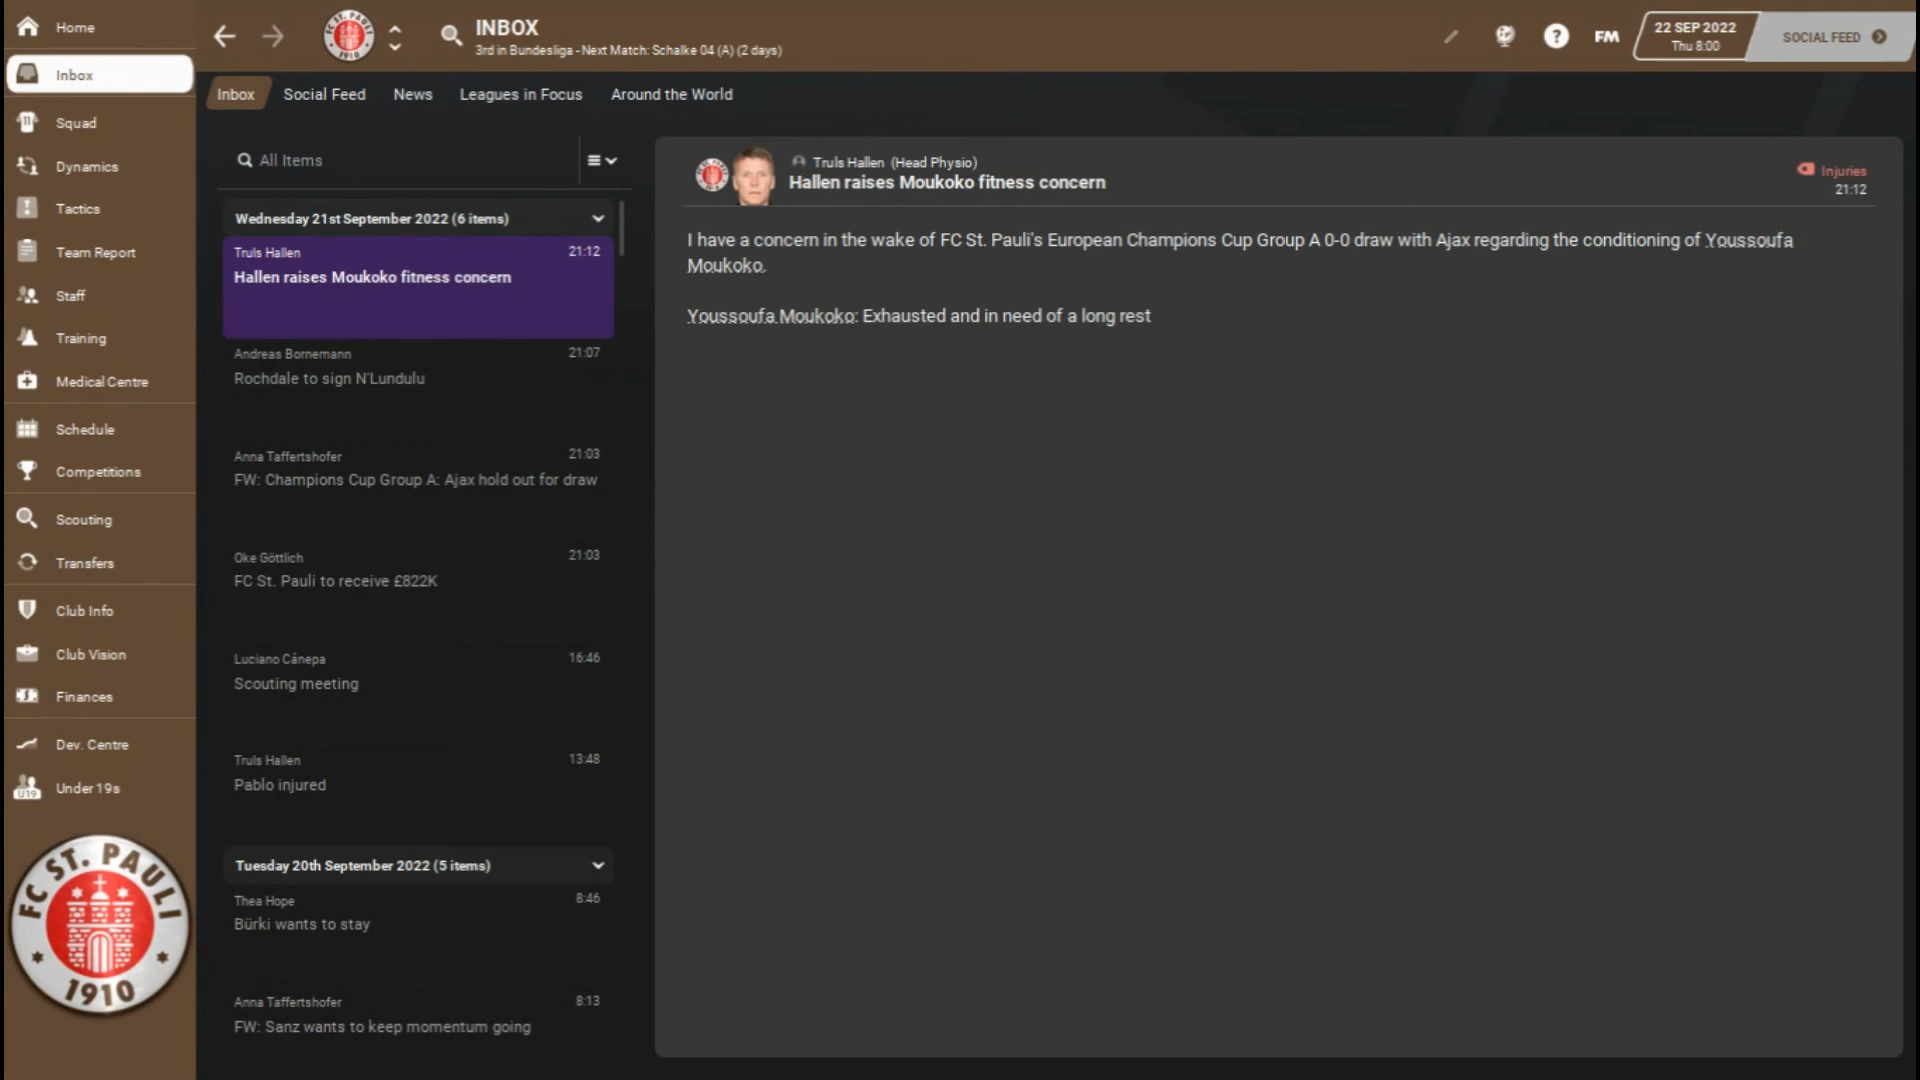 Home
Inbox
Squad
Dynamics
Tactics
Team Report
Staff
Training
Medical Centre
Schedule
Competitions
Scouting
Transfers
Club Info
Club Vision
Finances
Dev. Centre
U19
Under 19s
FC ST. PAULI
1910
FC ST. PAULI
1910
INBOX
3rd in Bundesliga - Next Match: Schalke 04 (A) (2 days)
?
FM
22 SEP 2022
Thu 8:00
SOCIAL FEED
Inbox
Social Feed
News
Leagues in Focus
Around the World
All Items
Wednesday 21st September 2022 (6 items)
Truls Hallen 21:12
Hallen raises Moukoko fitness concern
Andreas Bornemann 21:07
Rochdale to sign N'Lundulu
Anna Taffertshofer 21:03
FW: Champions Cup Group A: Ajax hold out for draw
Oke Göttlich 21:03
FC St. Pauli to receive £822K
Luciano Cánepa 16:46
Scouting meeting
Truls Hallen 13:48
Pablo injured
Tuesday 20th September 2022 (5 items)
Thea Hope 8:46
Bürki wants to stay
Anna Taffertshofer 8:13
FW: Sanz wants to keep momentum going
Truls Hallen (Head Physio)
Hallen raises Moukoko fitness concern
Injuries
21:12
I have a concern in the wake of FC St. Pauli's European Champions Cup Group A 0-0 draw with Ajax regarding the conditioning of Youssoufa
Moukoko.
Youssoufa Moukoko: Exhausted and in need of a long rest